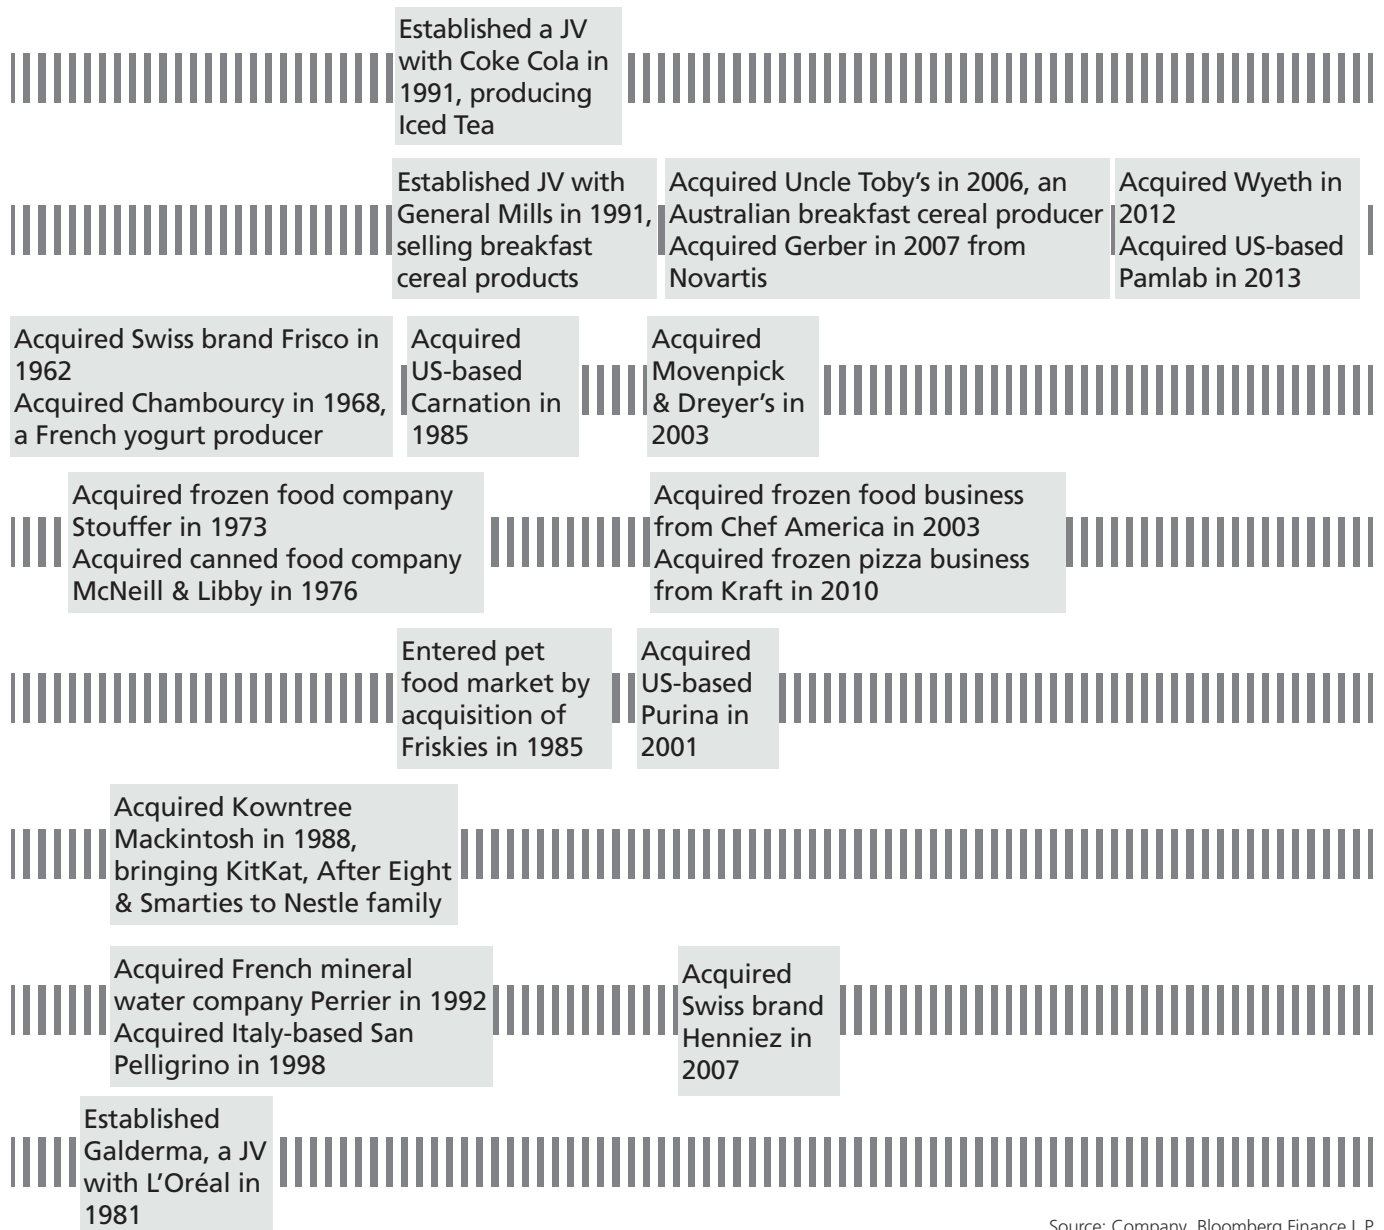 Established a JV
with Coke Cola in
1991, producing
Iced Tea
Established JV with
General Mills in 1991,
selling breakfast
cereal products
Acquired Uncle Toby’s in 2006, an
Australian breakfast cereal producer
Acquired Gerber in 2007 from
Novartis
Acquired Wyeth in
2012
Acquired US-based
Pamlab in 2013
Acquired Swiss brand Frisco in
1962
Acquired Chambourcy in 1968,
a French yogurt producer
Acquired
US-based
Carnation in
1985
Acquired
Movenpick
& Dreyer’s in
2003
Acquired frozen food company
Stouffer in 1973
Acquired canned food company
McNeill & Libby in 1976
Acquired frozen food business
from Chef America in 2003
Acquired frozen pizza business
from Kraft in 2010
Entered pet
food market by
acquisition of
Friskies in 1985
Acquired
US-based
Purina in
2001
Acquired Kowntree
Mackintosh in 1988,
bringing KitKat, After Eight
& Smarties to Nestle family
Acquired French mineral
water company Perrier in 1992
Acquired Italy-based San
Pelligrino in 1998
Acquired
Swiss brand
Henniez in
2007
Established
Galderma, a JV
with L’Oréal in
1981
Source: Company, Bloomberg Finance L.P.